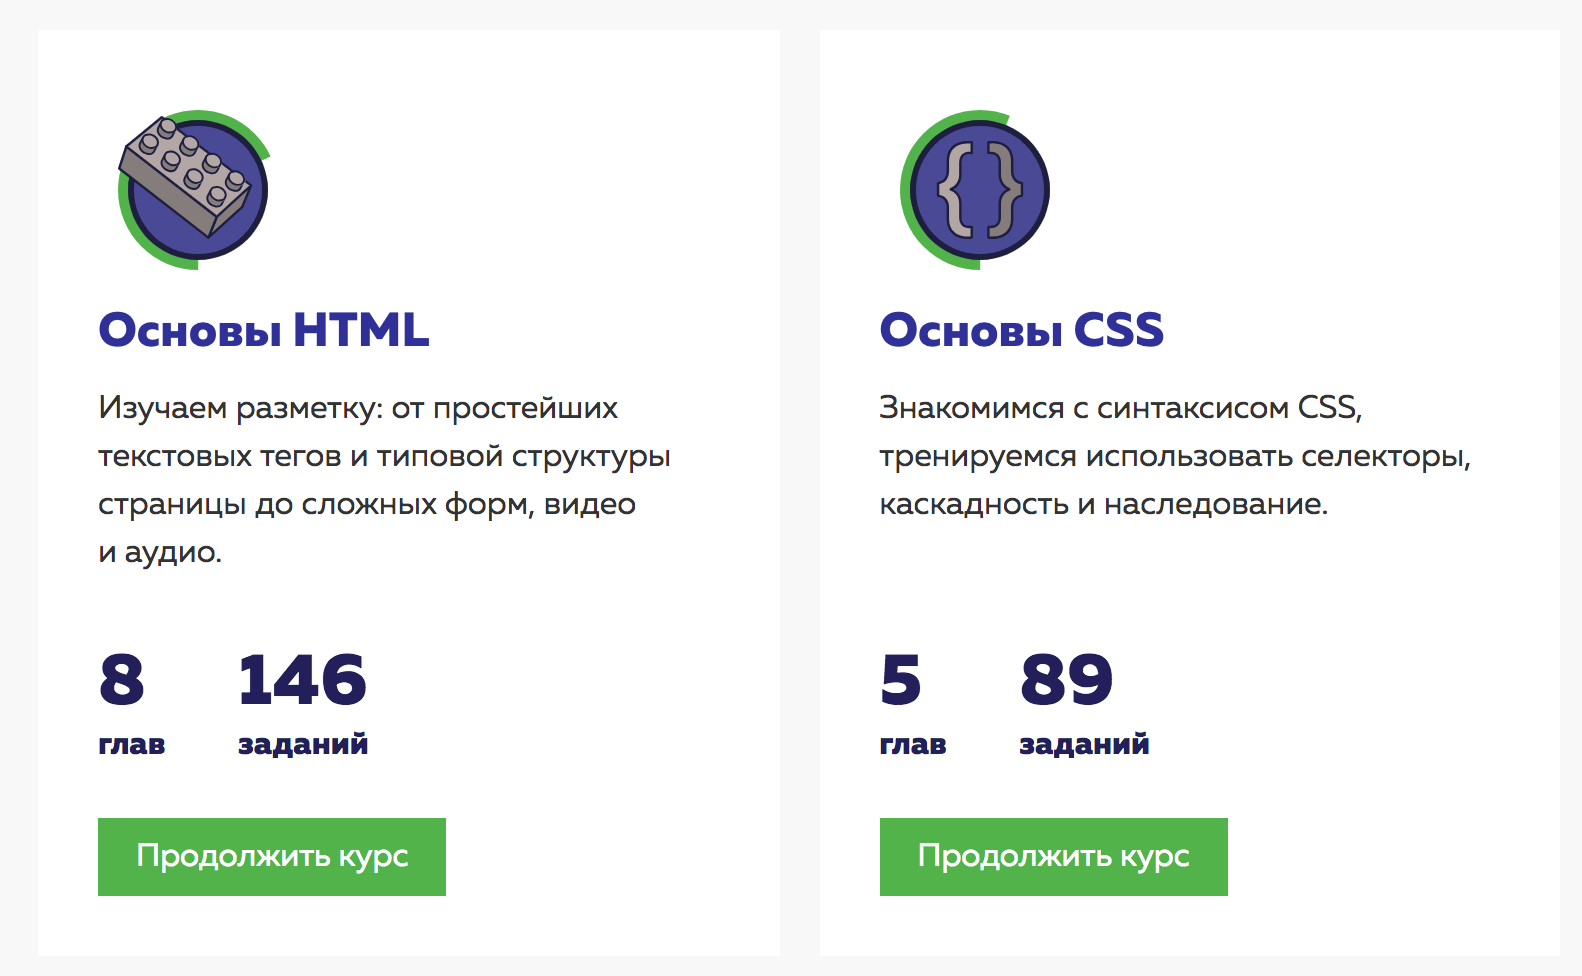 Основы HTML
Изучаем разметку: от простейших
текстовых тегов и типовой структуры
страницы до сложных форм, видео
и аудио.
8 146
глав заданий
Продолжить курс
{ }
Основы CSS
Знакомимся с синтаксисом CSS,
тренируемся использовать селекторы,
каскадность и наследование.
5 89
глав заданий
Продолжить курс